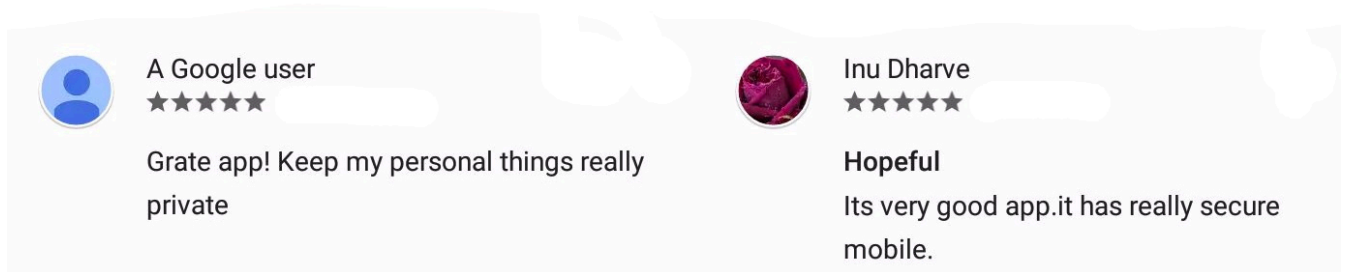 A Google user
★★★★★
Grate app! Keep my personal things really
private
Inu Dharve
★★★★★
Hopeful
Its very good app.it has really secure
mobile.